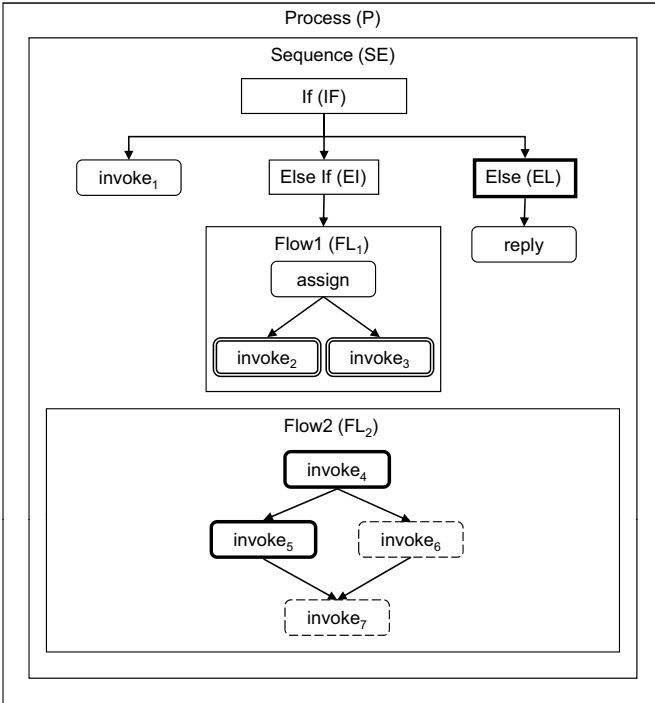 Process (P)
Sequence (SE)
If (IF)
invoke₁
Else If (EI)
Else (EL)
Flow1 (FL₁)
reply
assign
invoke₂
invoke₃
Flow2 (FL₂)
invoke₄
invoke₅
invoke₆
invoke₇